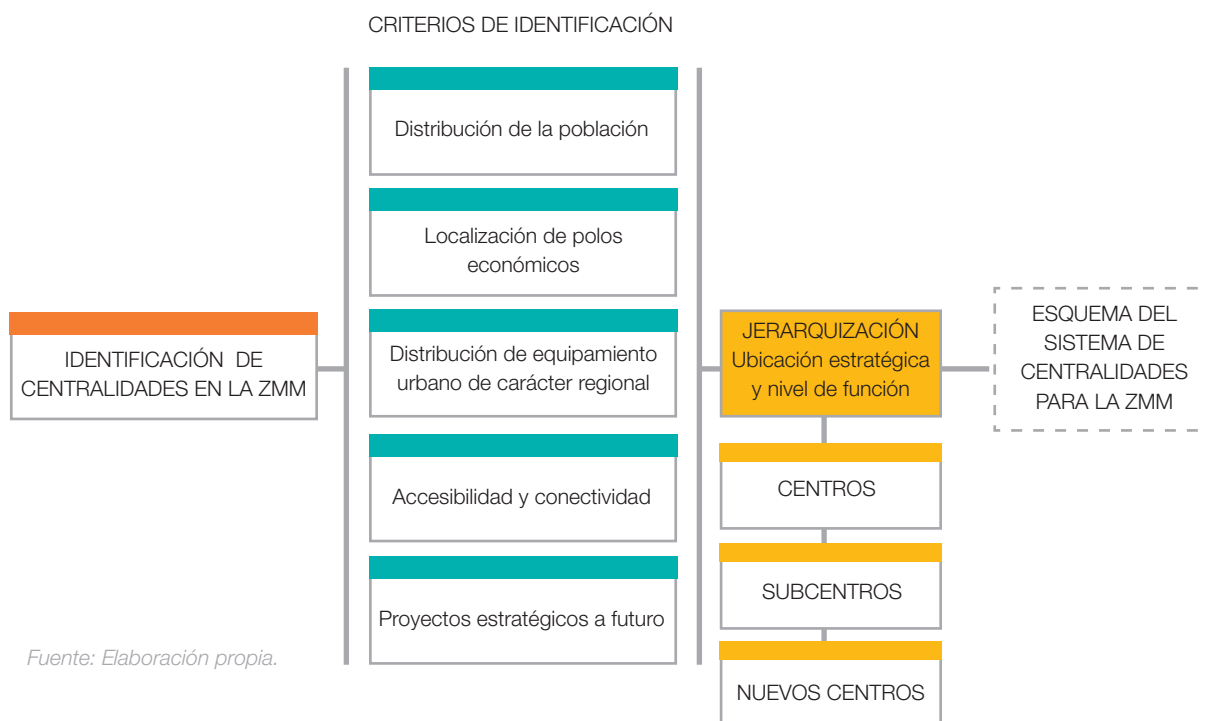 CRITERIOS DE IDENTIFICACIÓN
IDENTIFICACIÓN DE
CENTRALIDADES EN LA ZMM
Distribución de la población
Localización de polos
económicos
Distribución de equipamiento
urbano de carácter regional
Accesibilidad y conectividad
Proyectos estratégicos a futuro
JERARQUIZACIÓN
Ubicación estratégica
y nivel de función
CENTROS
SUBCENTROS
NUEVOS CENTROS
ESQUEMA DEL
SISTEMA DE
CENTRALIDADES
PARA LA ZMM
Fuente: Elaboración propia.